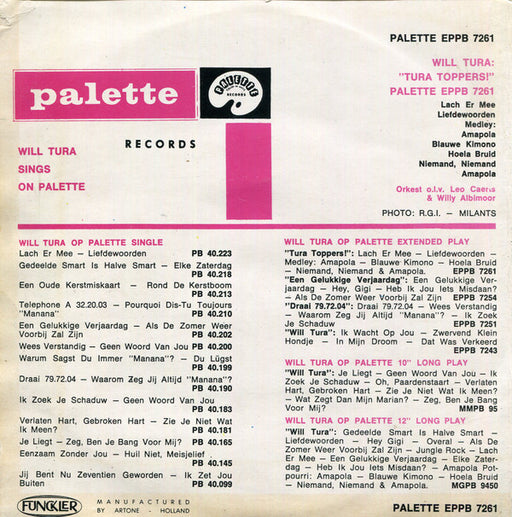 PALETTE EPPB 7261
palette
PALETTE
RECORDS
RECORDS
WILL TURA
SINGS
ON PALETTE
WILL TURA:
"TURA TOPPERS!"
PALETTE EPPB 7261
Lach Er Mee
Liefdewoorden
Medley:
Amapola
Blauwe Kimono
Hoela Bruid
Niemand, Niemand
Amapola
Orkest o.l.v. Leo Caerts
& Willy Albimoor
PHOTO: R.G.I. – MILANTS
WILL TURA OP PALETTE SINGLE
Lach Er Mee – Liefdewoorden PB 40.223
Gedeelde Smart Is Halve Smart – Elke Zaterdag
PB 40.218
Een Oude Kerstmiskaart – Rond De Kerstboom
PB 40.213
Telephone A 32.20.03 – Pourquoi Dis-Tu Toujours
"Manana" PB 40.210
Een Gelukkige Verjaardag – Als De Zomer Weer
Voorbij Zal Zijn PB 40.202
Wees Verstandig – Geen Woord Van Jou PB 40.200
Warum Sagst Du Immer "Manana"? – Du Lügst
PB 40.199
Draai 79.72.04 – Waarom Zeg Jij Altijd "Manana"?
PB 40.190
Ik Zoek Je Schaduw – Geen Woord Van Jou
PB 40.183
Verlaten Hart, Gebroken Hart – Zie Je Niet Wat
Ik Meen? PB 40.181
Je Liegt – Zeg, Ben Je Bang Voor Mij? PB 40.165
Eenzaam Zonder Jou – Huil Niet, Meisjelief
PB 40.145
Jij Bent Nu Zeventien Geworden – Ik Zet Jou
Buiten PB 40.099
WILL TURA OP PALETTE EXTENDED PLAY
"Tura Toppers!": Lach Er Mee – Liefdewoorden –
Medley: Amapola – Blauwe Kimono – Hoela Bruid
– Niemand, Niemand & Amapola. EPPB 7261
"Een Gelukkige Verjaardag": Een Gelukkige Verjaar-
dag – Hey, Gigi – Heb Ik Jou Iets Misdaan?
– Als De Zomer Weer Voorbij Zal Zijn EPPB 7254
"Draai 79.72.04": Draai 79.72.04 – Wees Verstandig
– Waarom Zeg Jij Altijd "Manana"? – Ik Zoek
Je Schaduw EPPB 7251
"Will Tura": Ik Wacht Op Jou – Zwervend Klein
Hondje – In Mijn Droom – Dat Was Verkeerd
EPPB 7243
WILL TURA OP PALETTE 10" LONG PLAY
"Will Tura": Je Liegt – Geen Woord Van Jou – Ik
Zoek Je Schaduw – Oh, Paardenstaart – Verlaten
Hart, Gebroken Hart – Zie Je Niet Wat Ik Meen?
– Wat Zegt Dan Mijn Marian? – Zeg, Ben Je Bang
Voor Mij? MMPB 95
WILL TURA OP PALETTE 12" LONG PLAY
"Will Tura": Gedeelde Smart Is Halve Smart –
Liefdewoorden – Hey Gigi – Overal – Als De
Zomer Weer Voorbij Zal Zijn – Jungle Rock – Lach
Er Mee – Een Gelukkige Verjaardag – Elke Zater-
dag – Heb Ik Jou Iets Misdaan? – Amapola Pot-
pourri: Amapola – Blauwe Kimono – Hoela Bruid
– Niemand, Niemand & Amapola. MGPB 9450
FUNCKLER
MANUFACTURED
BY ARTONE – HOLLAND
PALETTE EPPB 7261